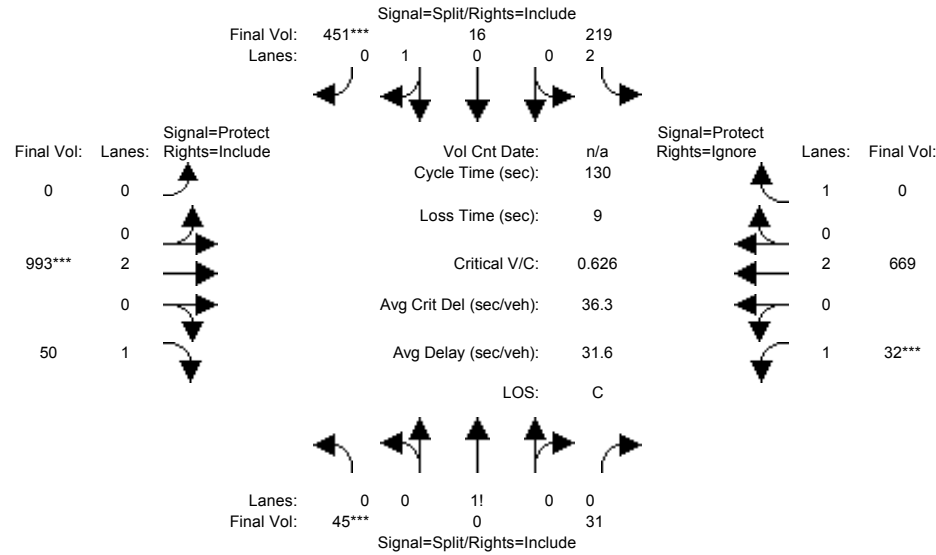 Signal=Split/Rights=Include
Final Vol: 451*** 16 219
Lanes: 0 1 0 0 2
Signal=Protect Signal=Protect
Final Vol: Lanes: Rights=Include Vol Cnt Date: n/a Rights=Ignore Lanes: Final Vol:
Cycle Time (sec): 130
0 0 1 0
Loss Time (sec): 9
0 0
993*** 2 Critical V/C: 0.626 2 669
0 Avg Crit Del (sec/veh): 36.3 0
50 1 Avg Delay (sec/veh): 31.6 1 32***
LOS: C
Lanes: 0 0 1! 0 0
Final Vol: 45*** 0 31
Signal=Split/Rights=Include